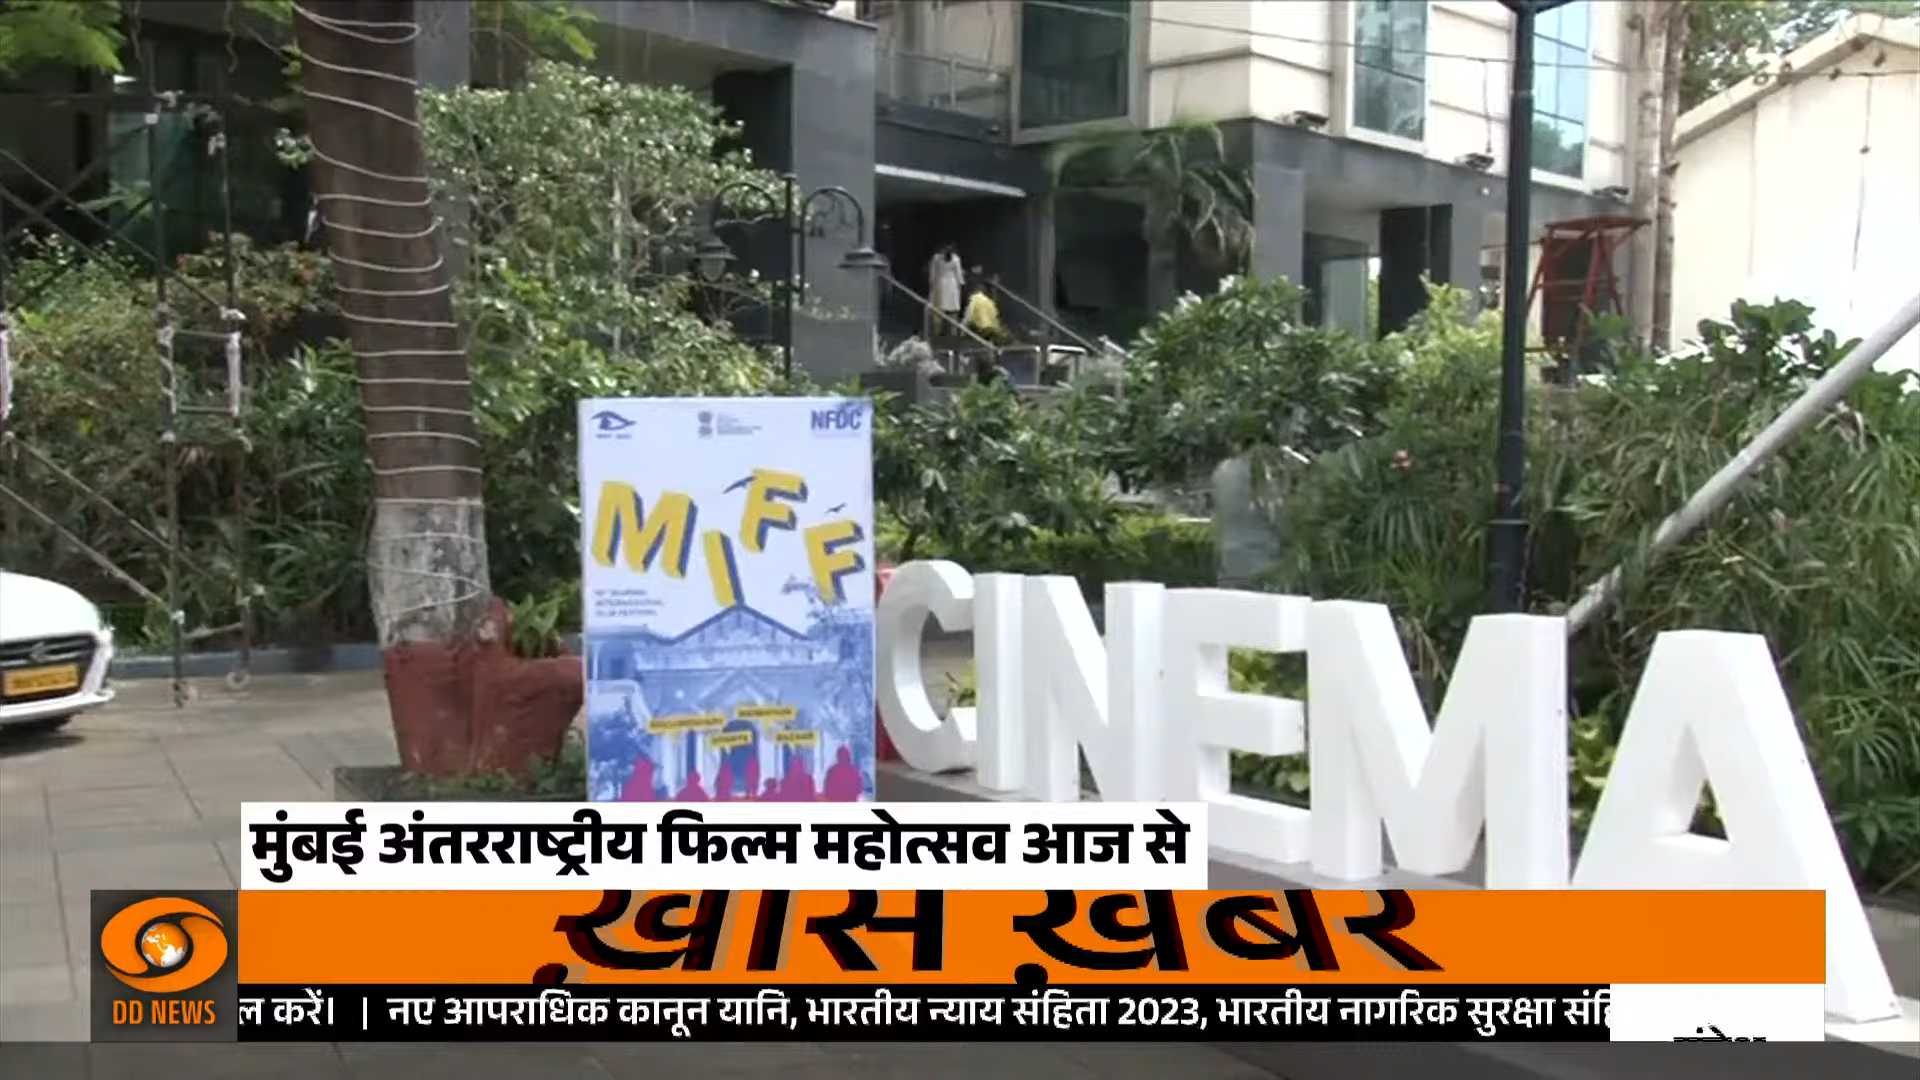 NFDC
MIFF
CINEMA
मुंबई अंतरराष्ट्रीय फिल्म महोत्सव आज से
ख़ास ख़बर
DD NEWS
ल करें। | नए आपराधिक कानून यानि, भारतीय न्याय संहिता 2023, भारतीय नागरिक सुरक्षा